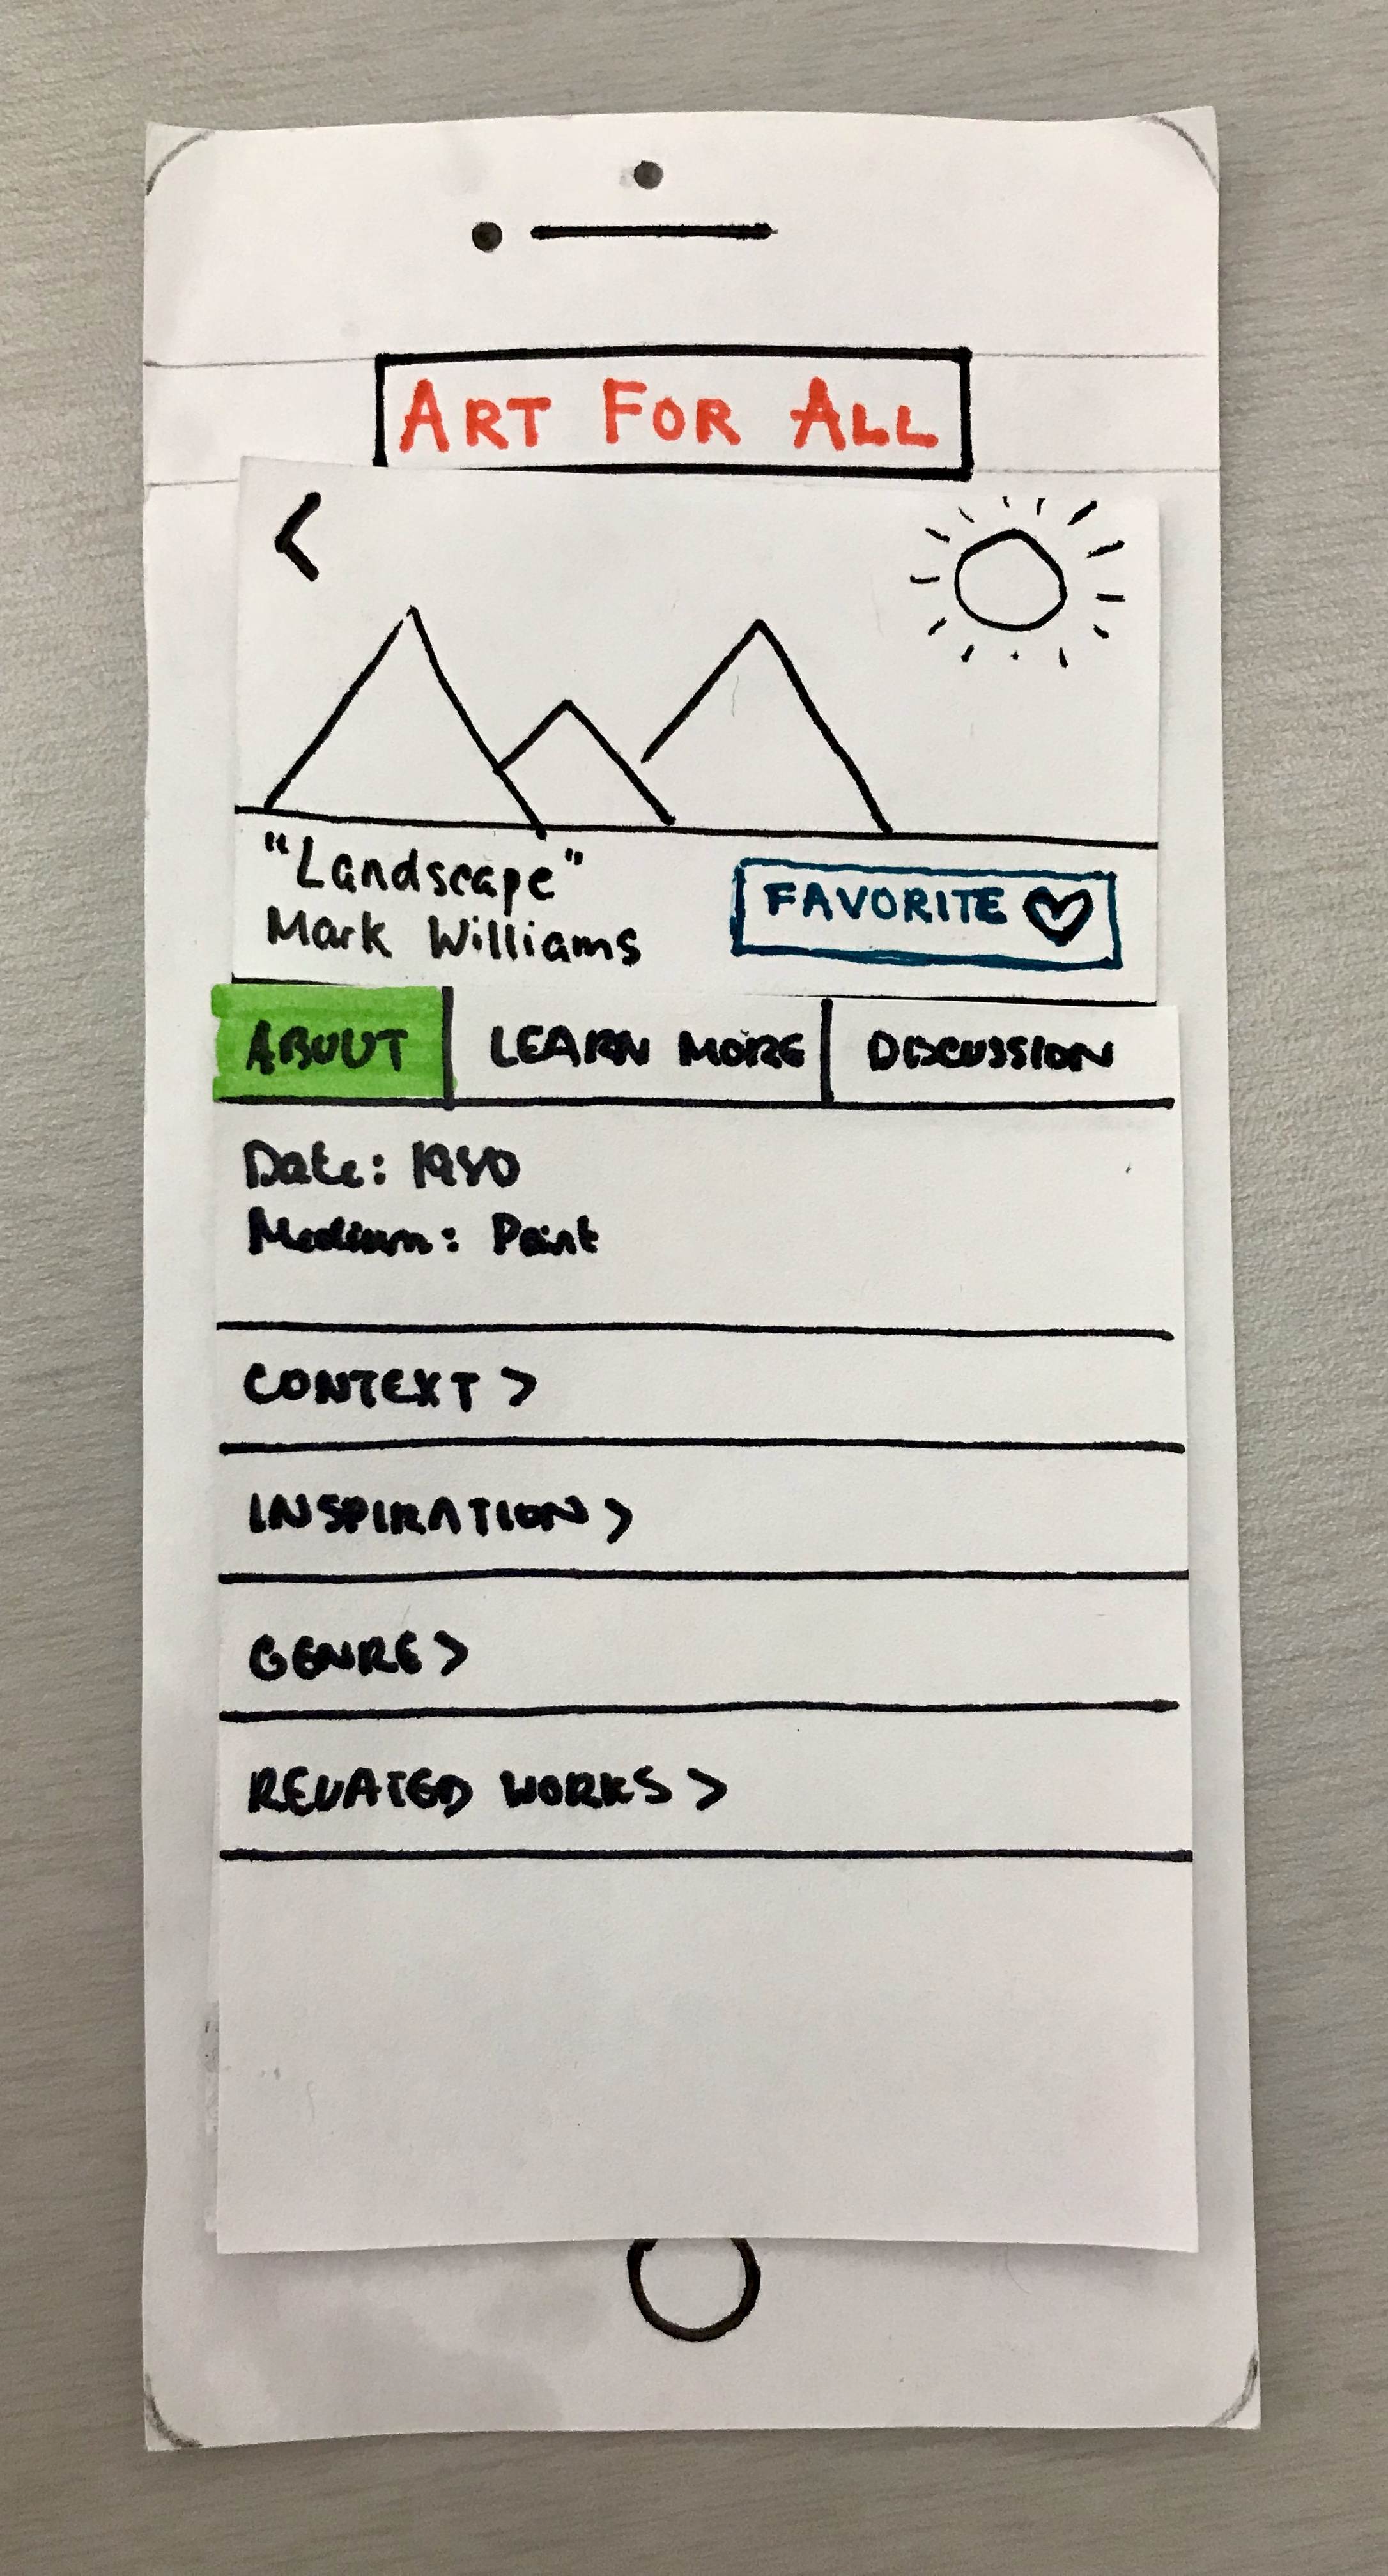 ART FOR ALL
<
"Landscape"
Mark Williams
FAVORITE
ABOUT LEARN MORE DISCUSSION
Date: 1980
Medium: Paint
CONTEXT >
INSPIRATION >
GENRE >
RELATED WORKS >